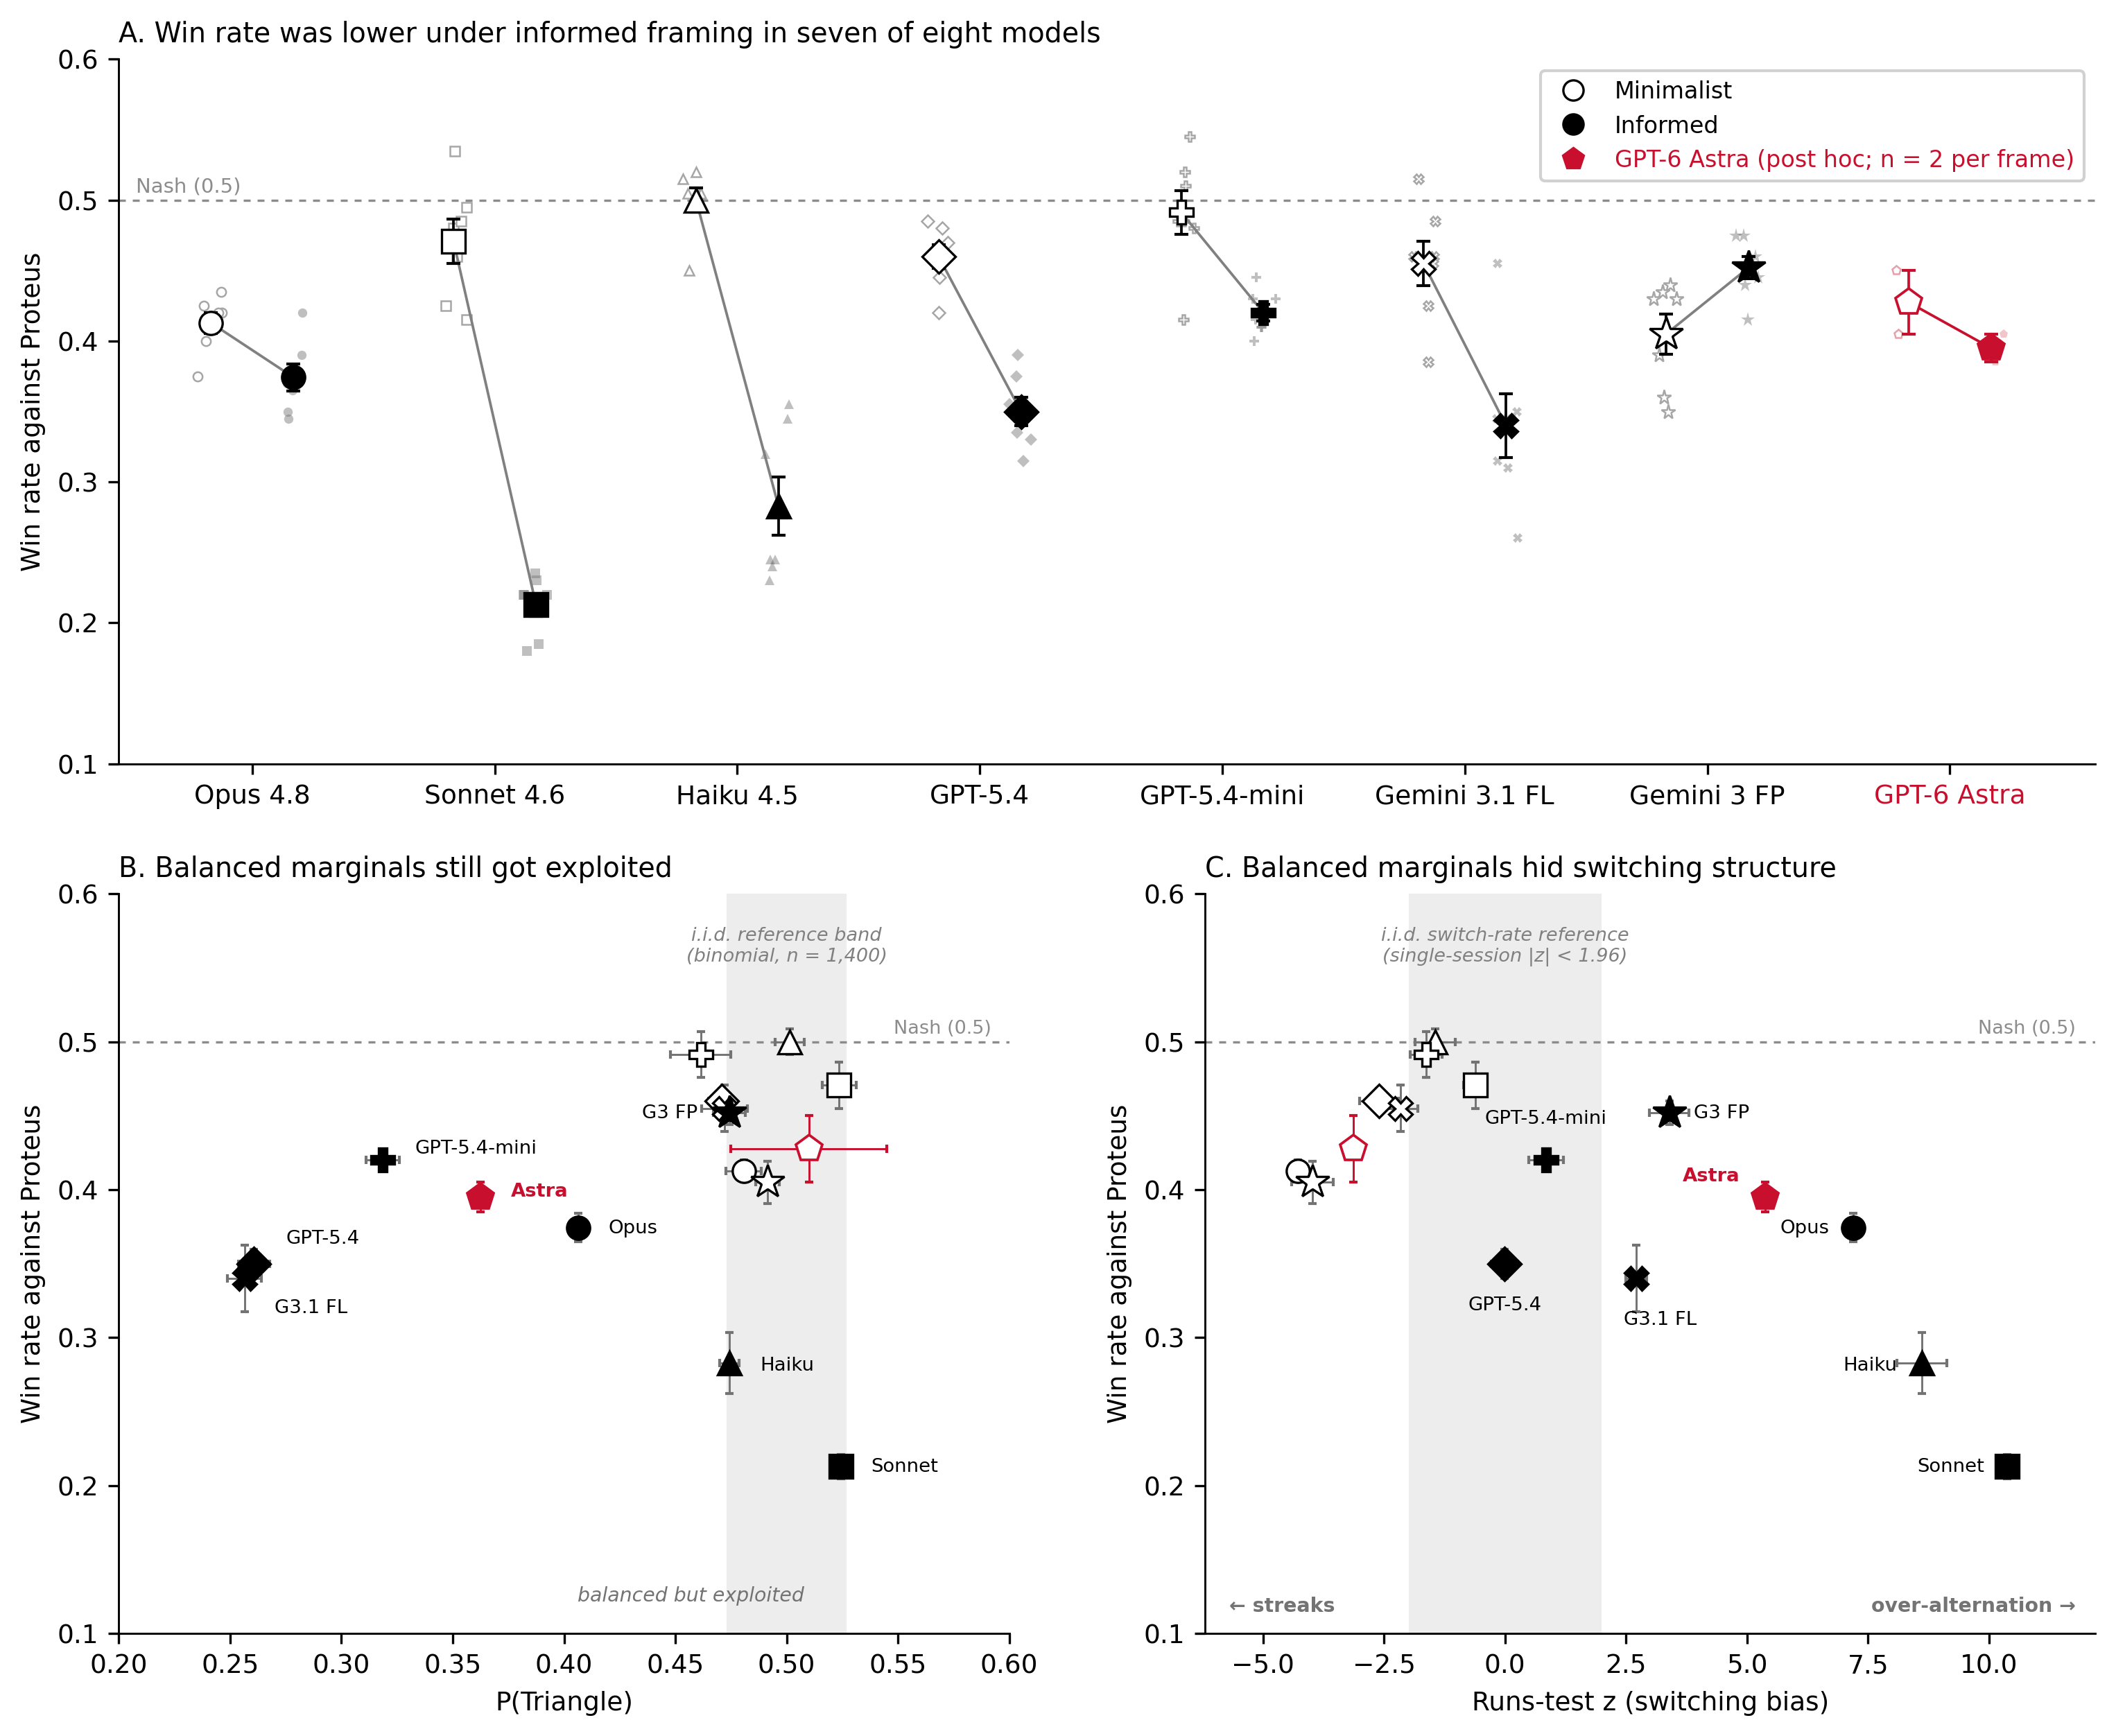 A. Win rate was lower under informed framing in seven of eight models
Win rate against Proteus
0.6
0.5
0.4
0.3
0.2
0.1
Nash (0.5)
Minimalist
Informed
GPT-6 Astra (post hoc; n = 2 per frame)
Opus 4.8
Sonnet 4.6
Haiku 4.5
GPT-5.4
GPT-5.4-mini
Gemini 3.1 FL
Gemini 3 FP
GPT-6 Astra
B. Balanced marginals still got exploited
Win rate against Proteus
0.6
0.5
0.4
0.3
0.2
0.1
i.i.d. reference band
(binomial, n = 1,400)
Nash (0.5)
G3 FP
GPT-5.4-mini
Astra
Opus
GPT-5.4
G3.1 FL
Haiku
Sonnet
balanced but exploited
0.20
0.25
0.30
0.35
0.40
0.45
0.50
0.55
0.60
P(Triangle)
C. Balanced marginals hid switching structure
Win rate against Proteus
0.6
0.5
0.4
0.3
0.2
0.1
i.i.d. switch-rate reference
(single-session |z| < 1.96)
Nash (0.5)
GPT-5.4-mini
G3 FP
Astra
Opus
GPT-5.4
G3.1 FL
Haiku
Sonnet
← streaks
over-alternation →
−5.0
−2.5
0.0
2.5
5.0
7.5
10.0
Runs-test z (switching bias)